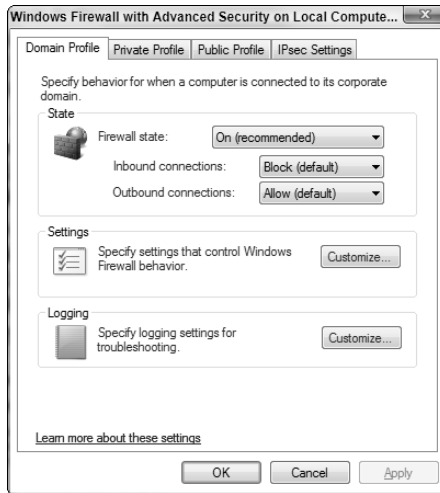 Windows Firewall with Advanced Security on Local Compute...
Domain Profile Private Profile Public Profile IPsec Settings
Specify behavior for when a computer is connected to its corporate
domain.
State
Firewall state: On (recommended)
Inbound connections: Block (default)
Outbound connections: Allow (default)
Settings
Specify settings that control Windows
Firewall behavior.
Customize...
Logging
Specify logging settings for
troubleshooting.
Customize...
Learn more about these settings
OK Cancel Apply